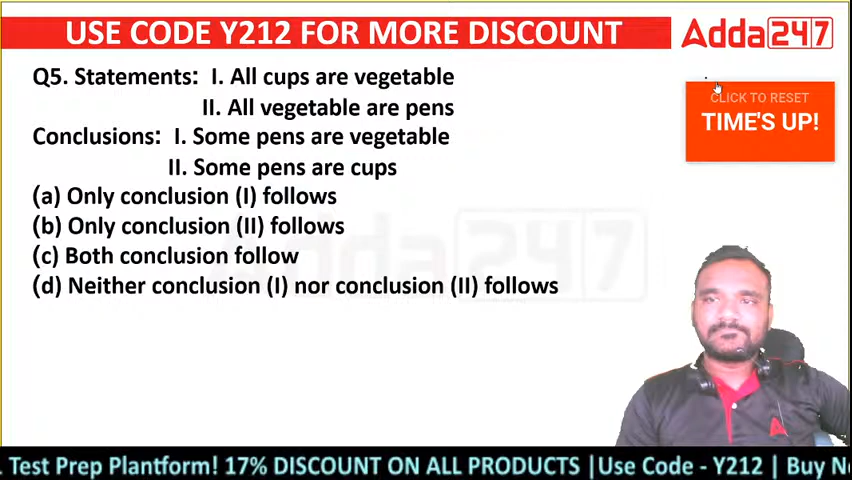 USE CODE Y212 FOR MORE DISCOUNT
Adda247
Q5. Statements: I. All cups are vegetable
II. All vegetable are pens
Conclusions: I. Some pens are vegetable
II. Some pens are cups
(a) Only conclusion (I) follows
(b) Only conclusion (II) follows
(c) Both conclusion follow
(d) Neither conclusion (I) nor conclusion (II) follows
CLICK TO RESET
TIME'S UP!
Adda247
. Test Prep Plantform! 17% DISCOUNT ON ALL PRODUCTS |Use Code - Y212 | Buy